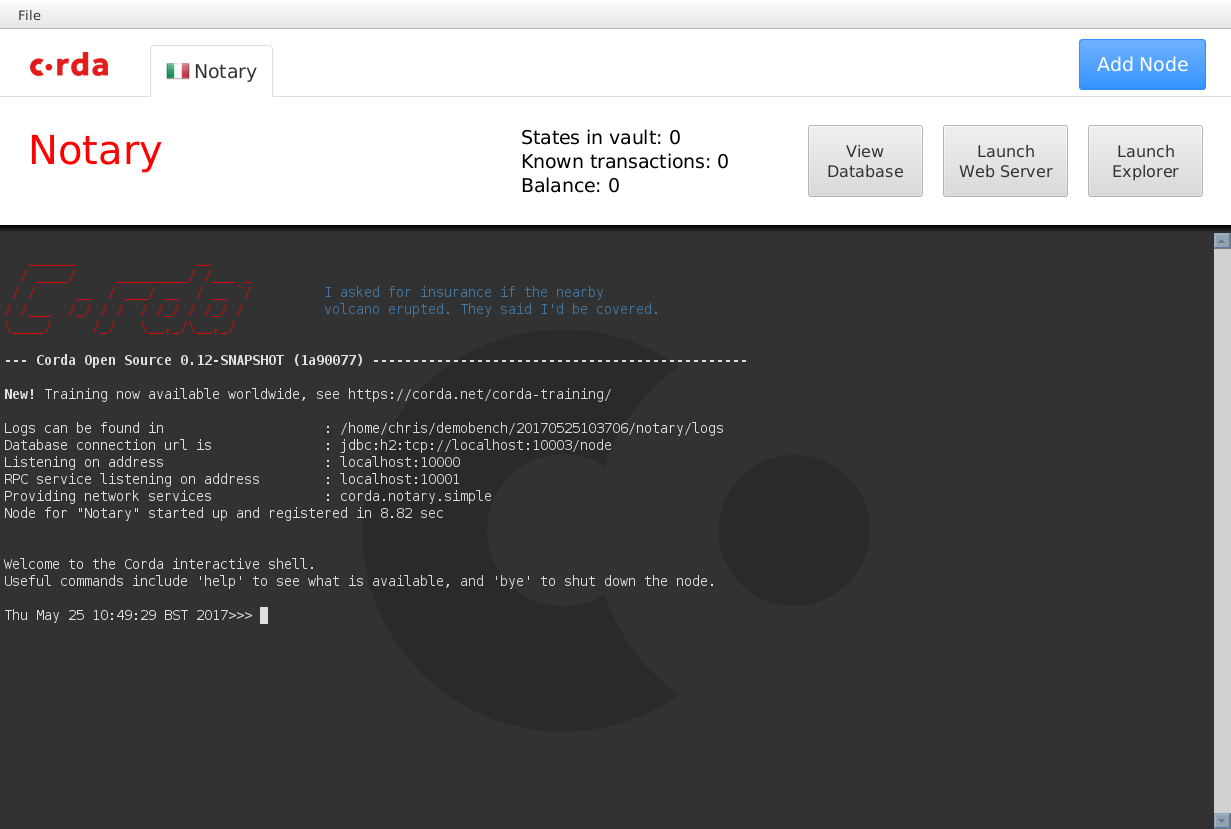 File
corda
Notary
Add Node
Notary
States in vault: 0
Known transactions: 0
Balance: 0
View
Database
Launch
Web Server
Launch
Explorer
I asked for insurance if the nearby
volcano erupted. They said I'd be covered.
--- Corda Open Source 0.12-SNAPSHOT (1a90077) -----------------------------------------------
New! Training now available worldwide, see https://corda.net/corda-training/
Logs can be found in : /home/chris/demobench/20170525103706/notary/logs
Database connection url is : jdbc:h2:tcp://localhost:10003/node
Listening on address : localhost:10000
RPC service listening on address : localhost:10001
Providing network services : corda.notary.simple
Node for "Notary" started up and registered in 8.82 sec
Welcome to the Corda interactive shell.
Useful commands include 'help' to see what is available, and 'bye' to shut down the node.
Thu May 25 10:49:29 BST 2017>>>